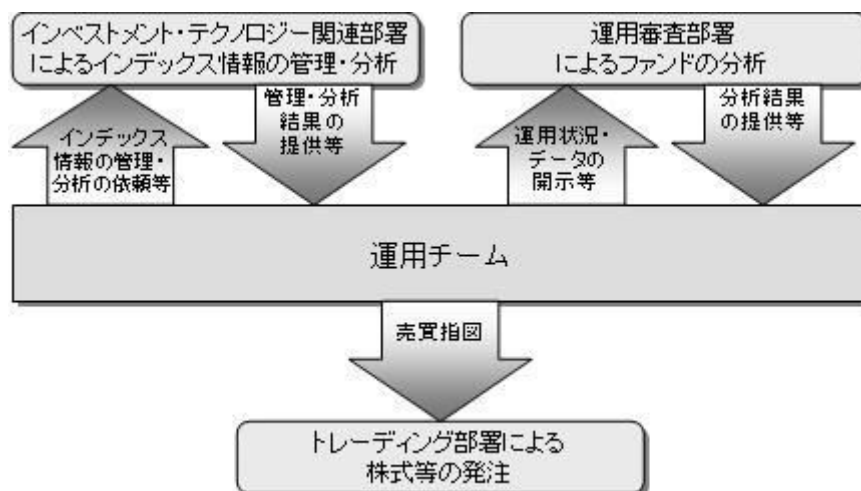 インベストメント・テクノロジー関連部署
によるインデックス情報の管理・分析
運用審査部署
によるファンドの分析
インデックス
情報の管理・
分析の依頼等
管理・分析
結果の
提供等
運用状況・
データの
開示等
分析結果
の提供等
運用チーム
売買指図
トレーディング部署による
株式等の発注